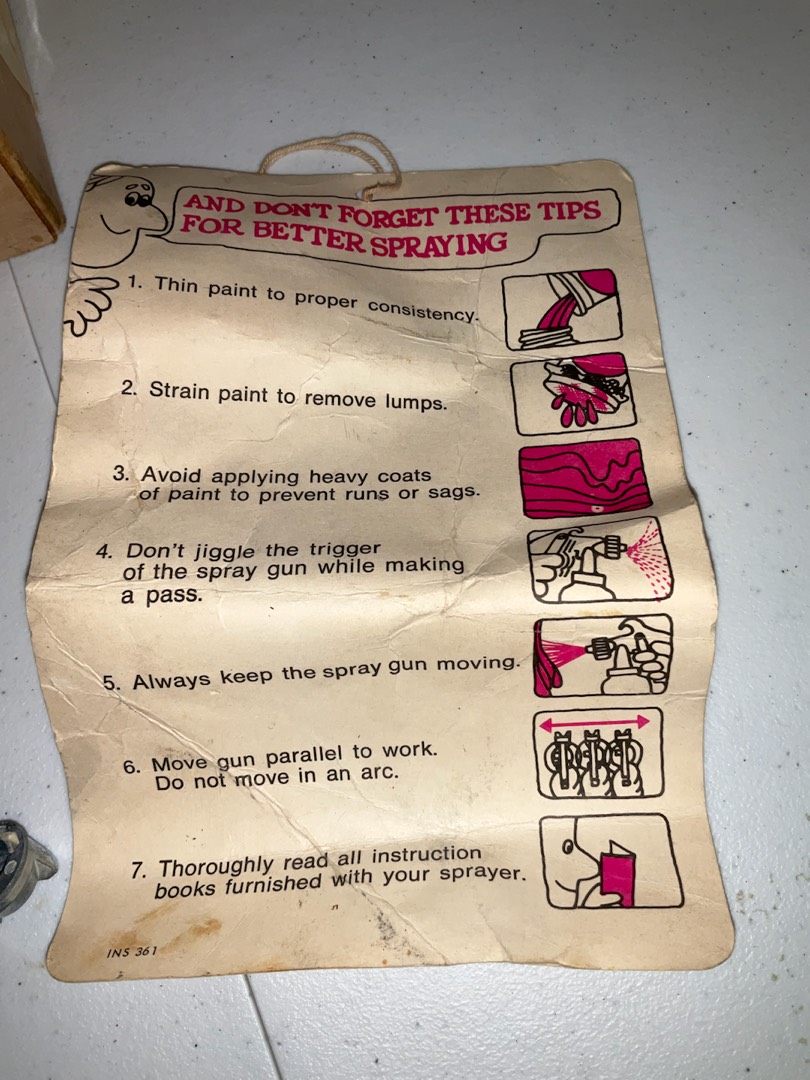 AND DON'T FORGET THESE TIPS
FOR BETTER SPRAYING
1. Thin paint to proper consistency.
2. Strain paint to remove lumps.
3. Avoid applying heavy coats
of paint to prevent runs or sags.
4. Don't jiggle the trigger
of the spray gun while making
a pass.
5. Always keep the spray gun moving.
6. Move gun parallel to work.
Do not move in an arc.
7. Thoroughly read all instruction
books furnished with your sprayer.
INS 361